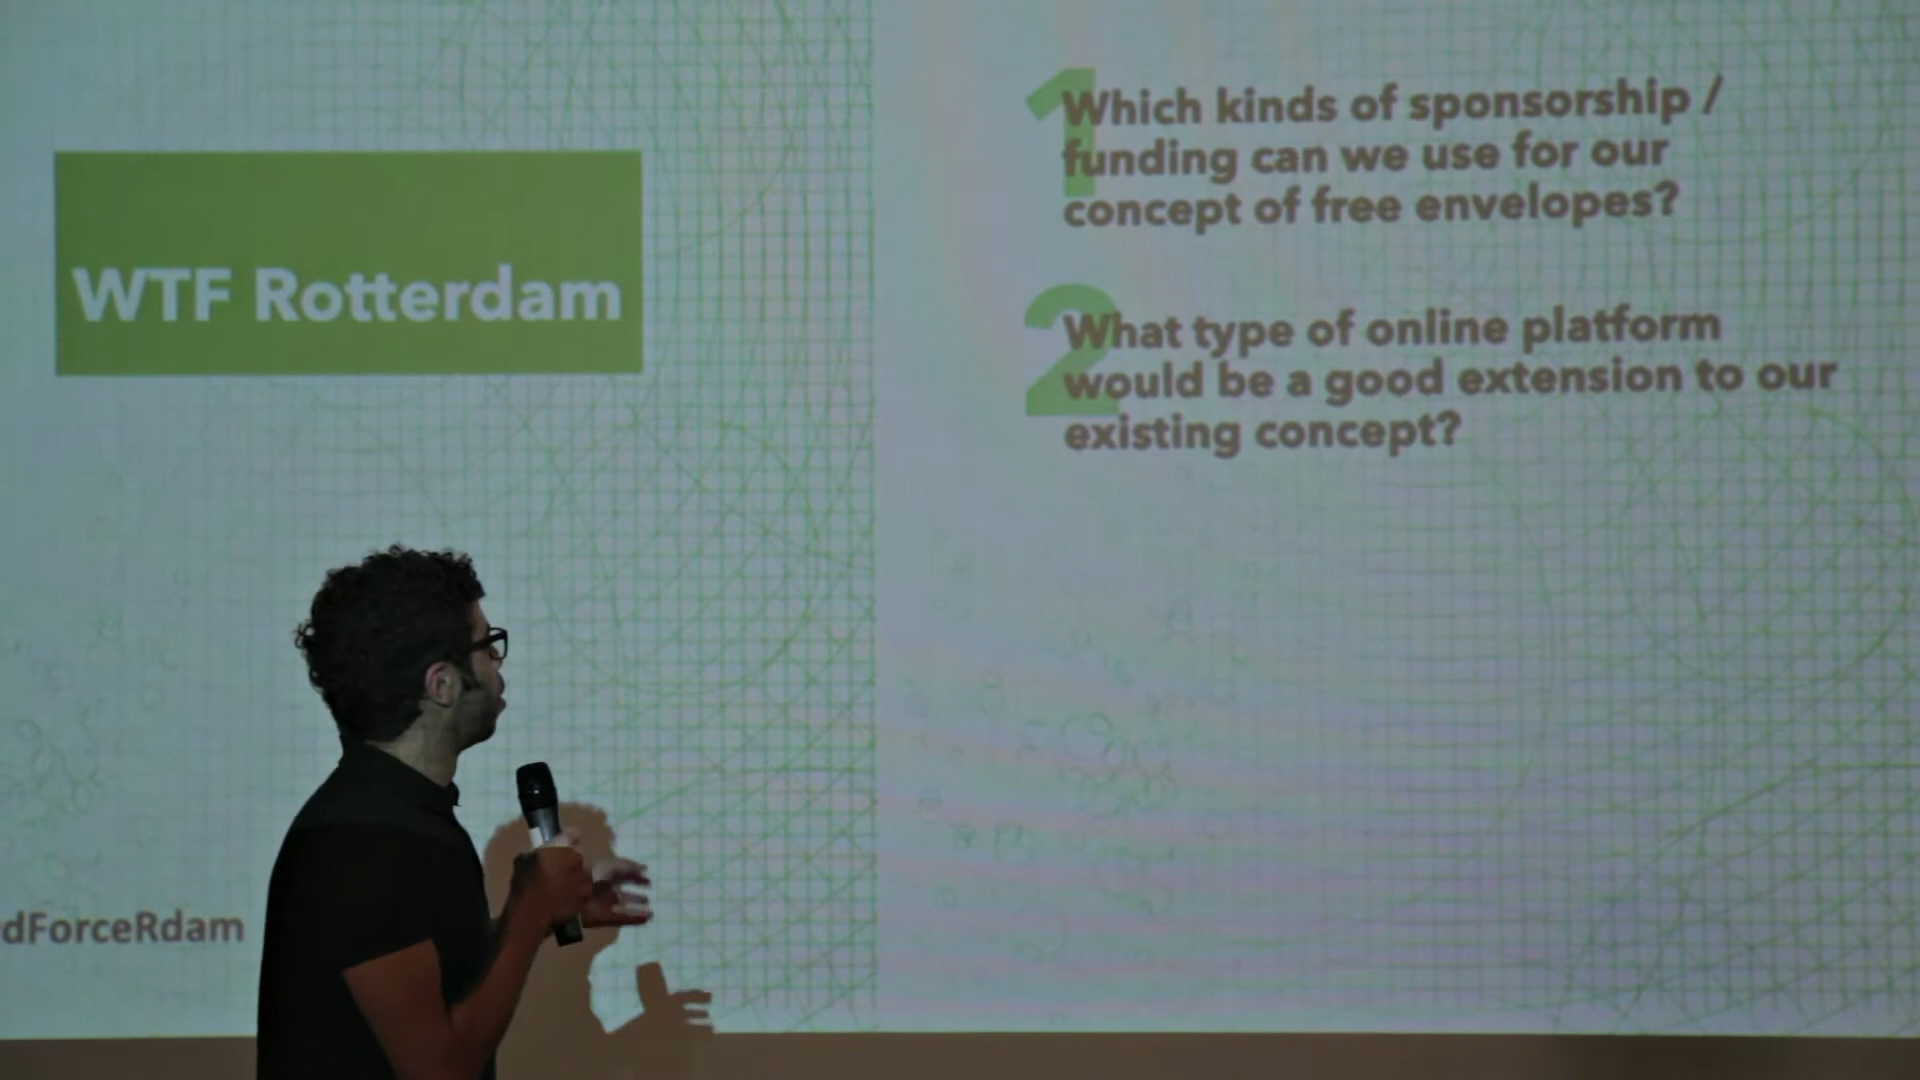 WTF Rotterdam
1
Which kinds of sponsorship /
funding can we use for our
concept of free envelopes?
2
What type of online platform
would be a good extension to our
existing concept?
dForceRdam